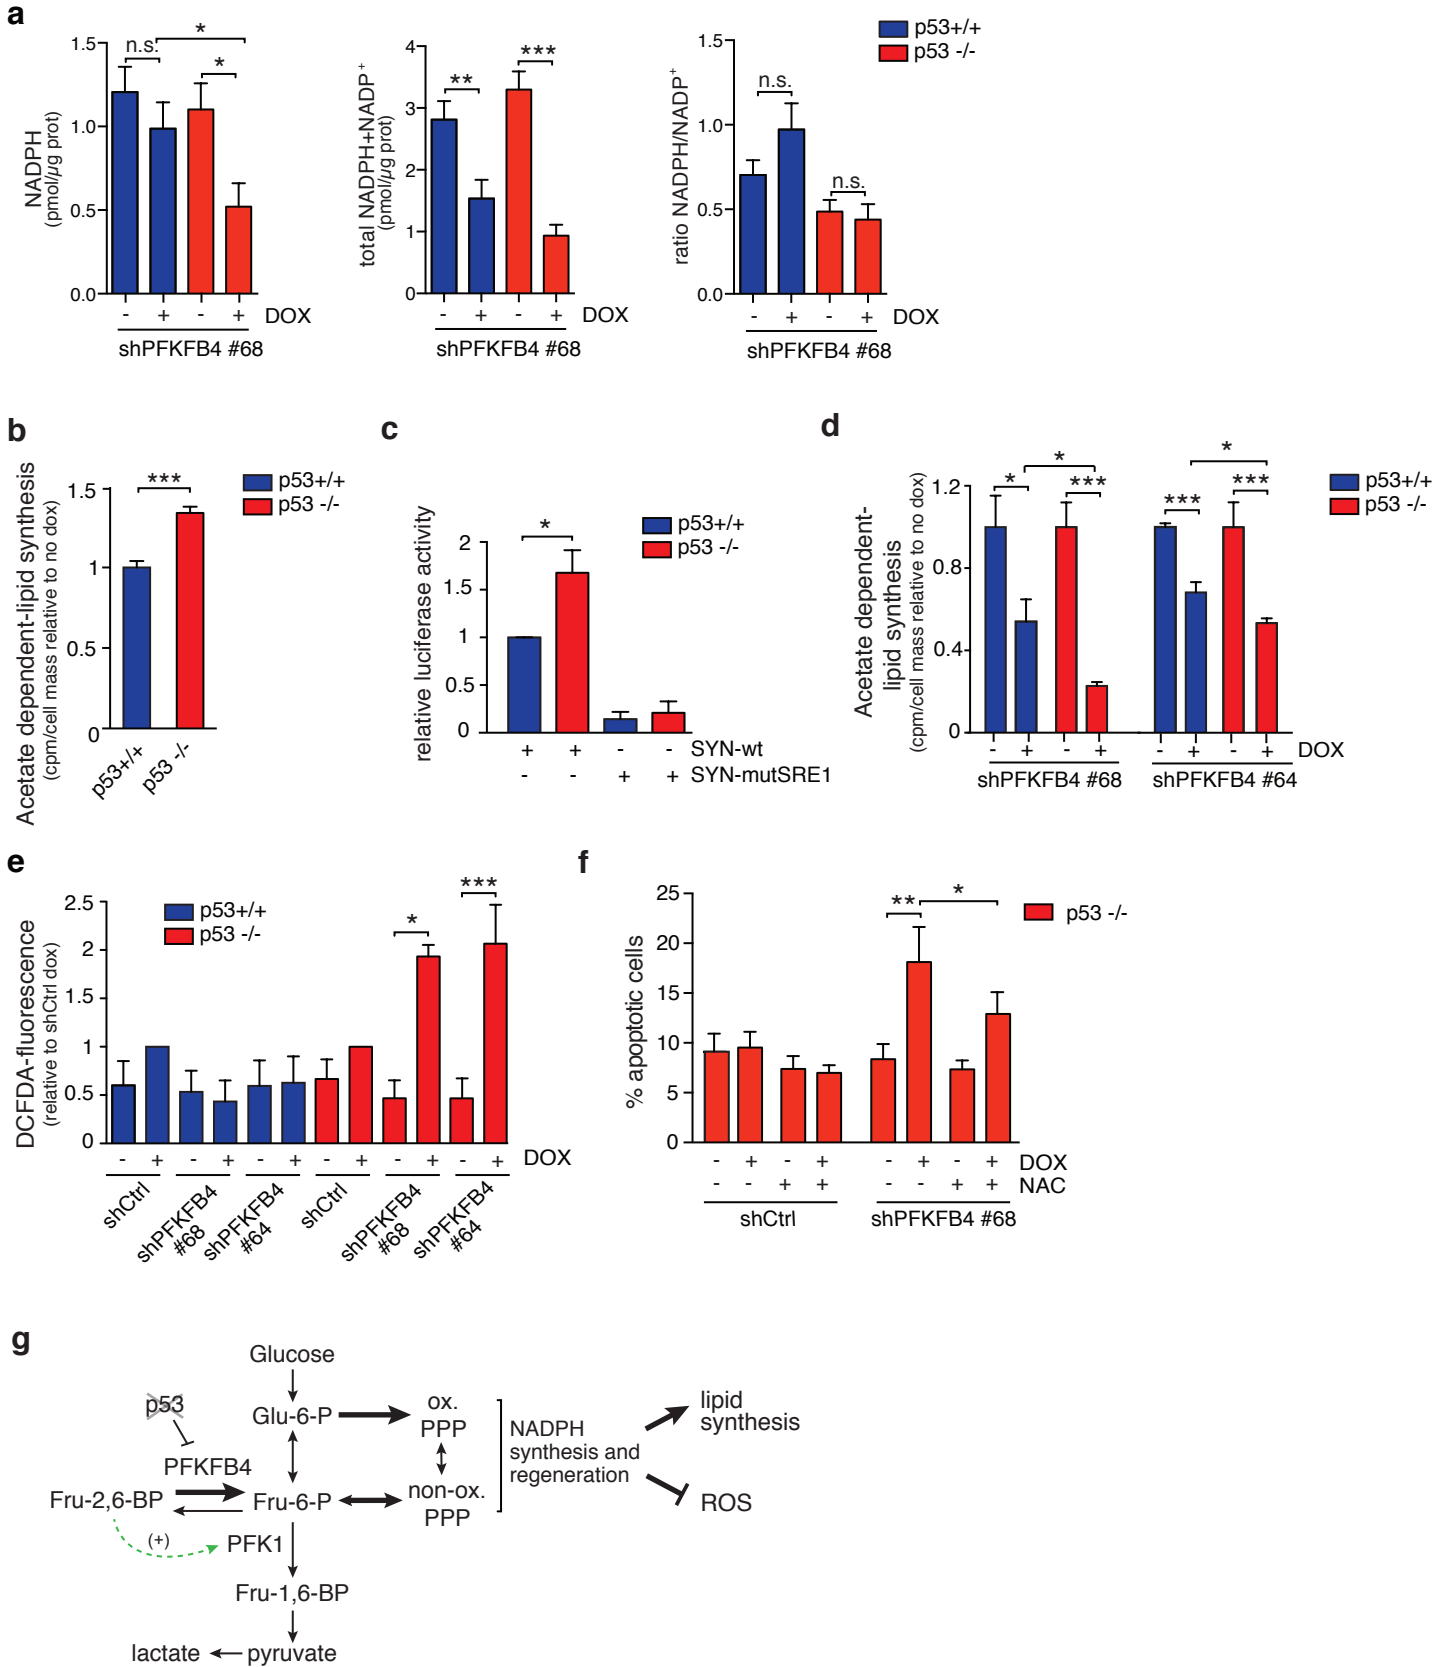 a
p53+/+
p53 -/-
NADPH
(pmol/µg prot)
1.5
1.0
0.5
0.0
n.s.
*
*
- + - + DOX
shPFKFB4 #68
total NADPH+NADP+
(pmol/µg prot)
4
3
2
1
0
**
***
- + - + DOX
shPFKFB4 #68
ratio NADPH/NADP+
1.5
1.0
0.5
0.0
n.s.
n.s.
- + - + DOX
shPFKFB4 #68
b
Acetate dependent-lipid synthesis
(cpm/cell mass relative to no dox)
1.5
1
0.5
0
***
p53+/+
p53 -/-
p53+/+
p53 -/-
c
relative luciferase activity
2
1.5
1
0.5
0
*
p53+/+
p53 -/-
+ + - - SYN-wt
- - + + SYN-mutSRE1
d
Acetate dependent-
lipid synthesis
(cpm/cell mass relative to no dox)
1.2
0.8
0.4
0
* * ***
*** * ***
p53+/+
p53 -/-
- + - + - + - + DOX
shPFKFB4 #68 shPFKFB4 #64
e
DCFDA-fluorescence
(relative to shCtrl dox)
2.5
2
1.5
1
0.5
0
p53+/+
p53 -/-
*
***
- + - + - + - + - + - + DOX
shCtrl
shPFKFB4
#68
shPFKFB4
#64
shCtrl
shPFKFB4
#68
shPFKFB4
#64
f
% apoptotic cells
25
20
15
10
5
0
**
*
p53 -/-
- + - + - + - + DOX
- - + + - - + + NAC
shCtrl shPFKFB4 #68
g
Glucose
p53
Glu-6-P
ox.
PPP
lipid
synthesis
NADPH
synthesis and
regeneration
PFKFB4
Fru-2,6-BP
Fru-6-P
non-ox.
PPP
ROS
(+)
PFK1
Fru-1,6-BP
lactate
pyruvate